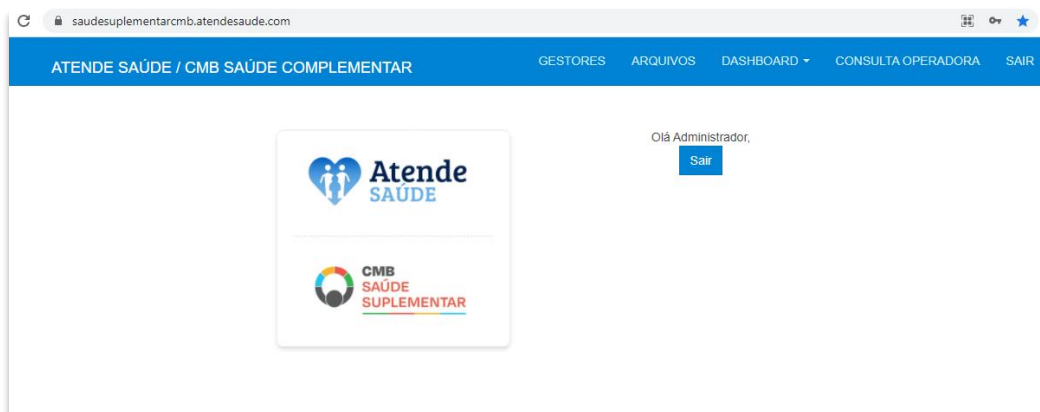 saudesuplementarcmb.atendesaude.com
ATENDE SAÚDE / CMB SAÚDE COMPLEMENTAR GESTORES ARQUIVOS DASHBOARD CONSULTA OPERADORA SAIR
Olá Administrador,
Sair
Atende
SAÚDE
CMB
SAÚDE
SUPLEMENTAR